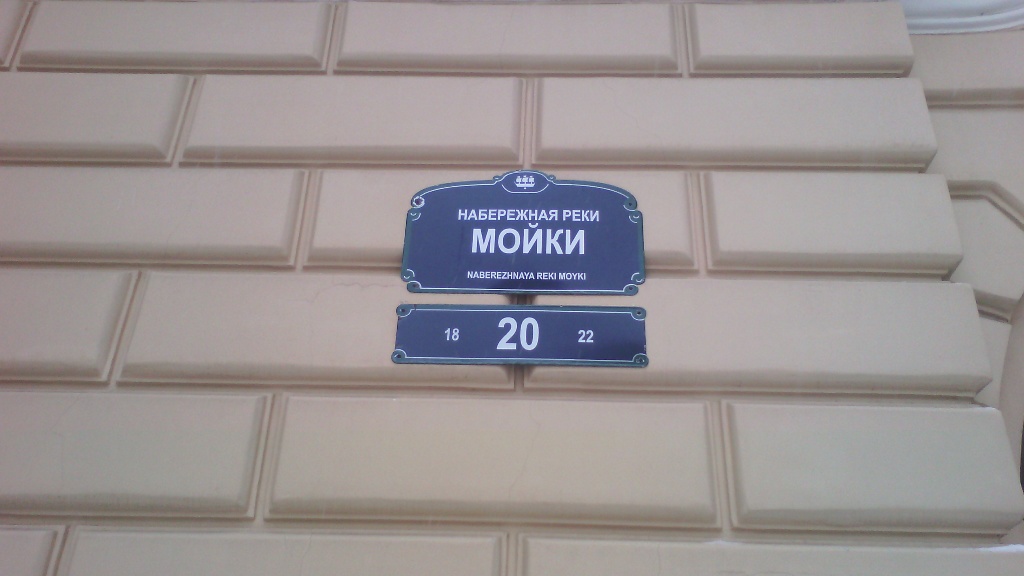 НАБЕРЕЖНАЯ РЕКИ
МОЙКИ
NABEREZHNAYA REKI MOYKI
18 20 22